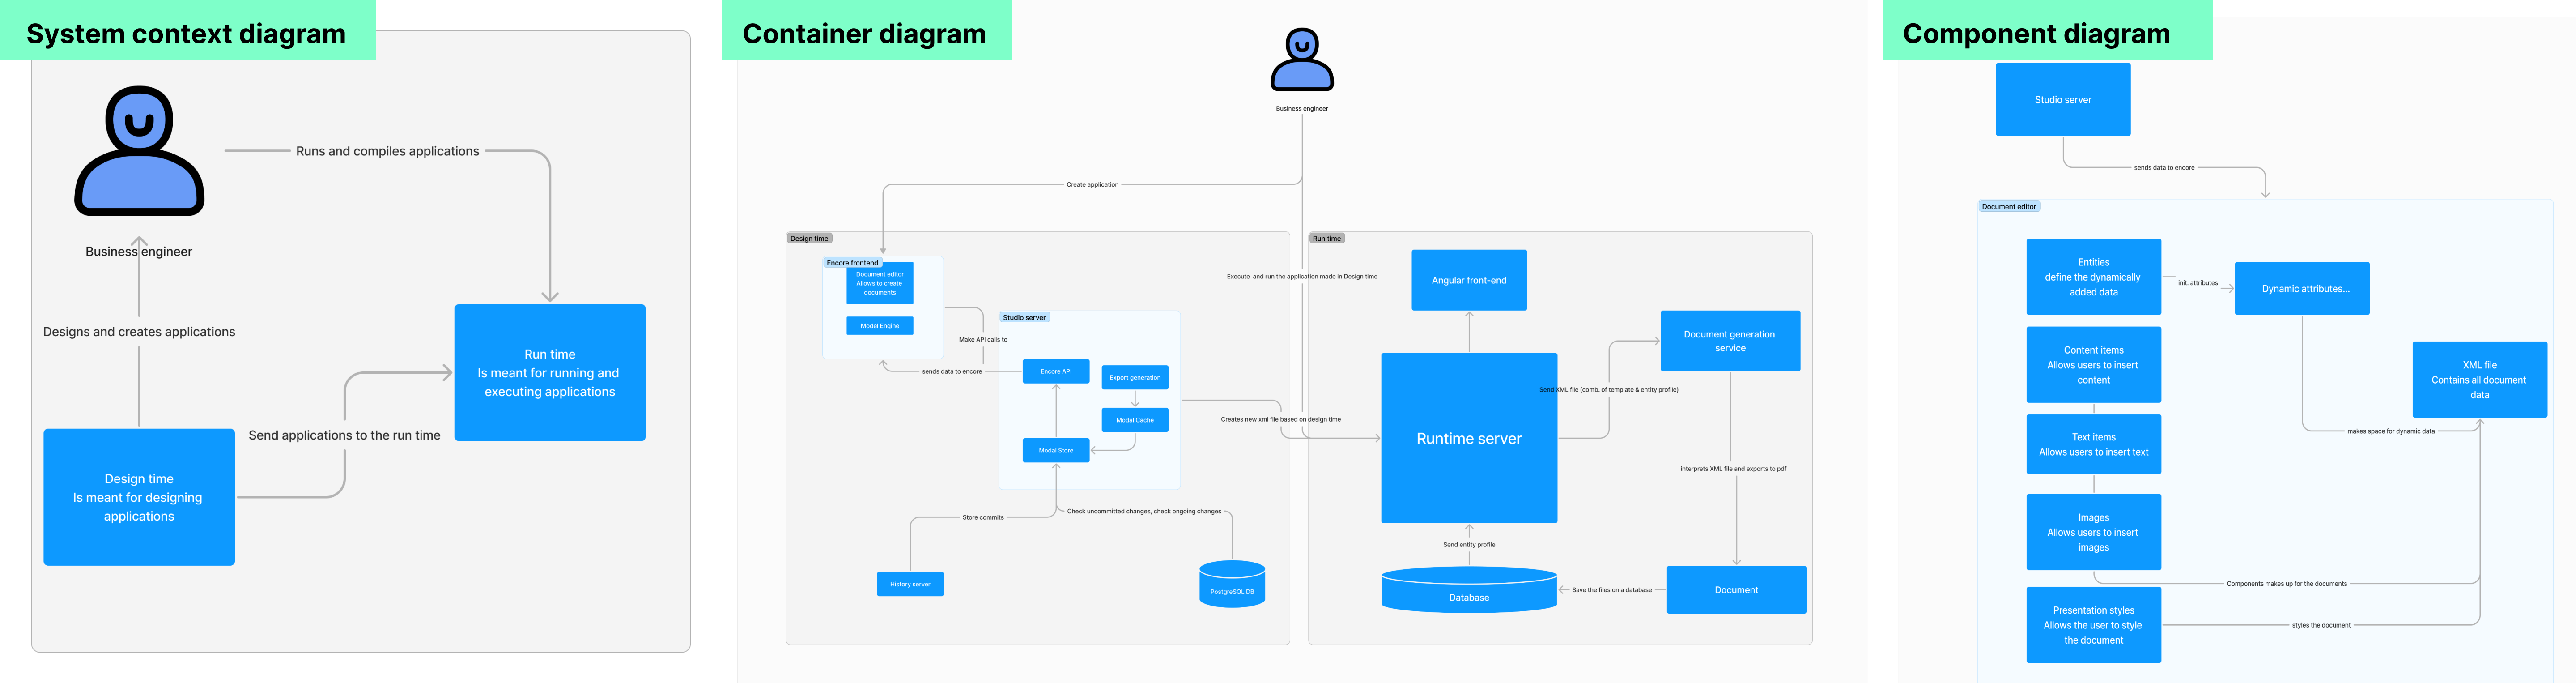 System context diagram
Business engineer
Runs and compiles applications
Designs and creates applications
Run time
Is meant for running and
executing applications
Send applications to the run time
Design time
Is meant for designing
applications
Container diagram
Business engineer
Create application
Design time
Encore frontend
Document editor
Allows to create
documents
Model Engine
Make API calls to
sends data to encore
Studio server
Encore API
Export generation
Modal Cache
Modal Store
Store commits
Check uncommitted changes, check ongoing changes
History server
PostgreSQL DB
Execute and run the application made in Design time
Creates new xml file based on design time
Run time
Angular front-end
Document generation
service
Send XML file (comb. of template & entity profile)
Runtime server
interprets XML file and exports to pdf
Send entity profile
Database
Save the files on a database
Document
Component diagram
Studio server
sends data to encore
Document editor
Entities
define the dynamically
added data
init. attributes
Dynamic attributes...
Content items
Allows users to insert
content
XML file
Contains all document
data
Text items
Allows users to insert text
makes space for dynamic data
Images
Allows users to insert
images
Components makes up for the documents
Presentation styles
Allows the user to style
the document
styles the document